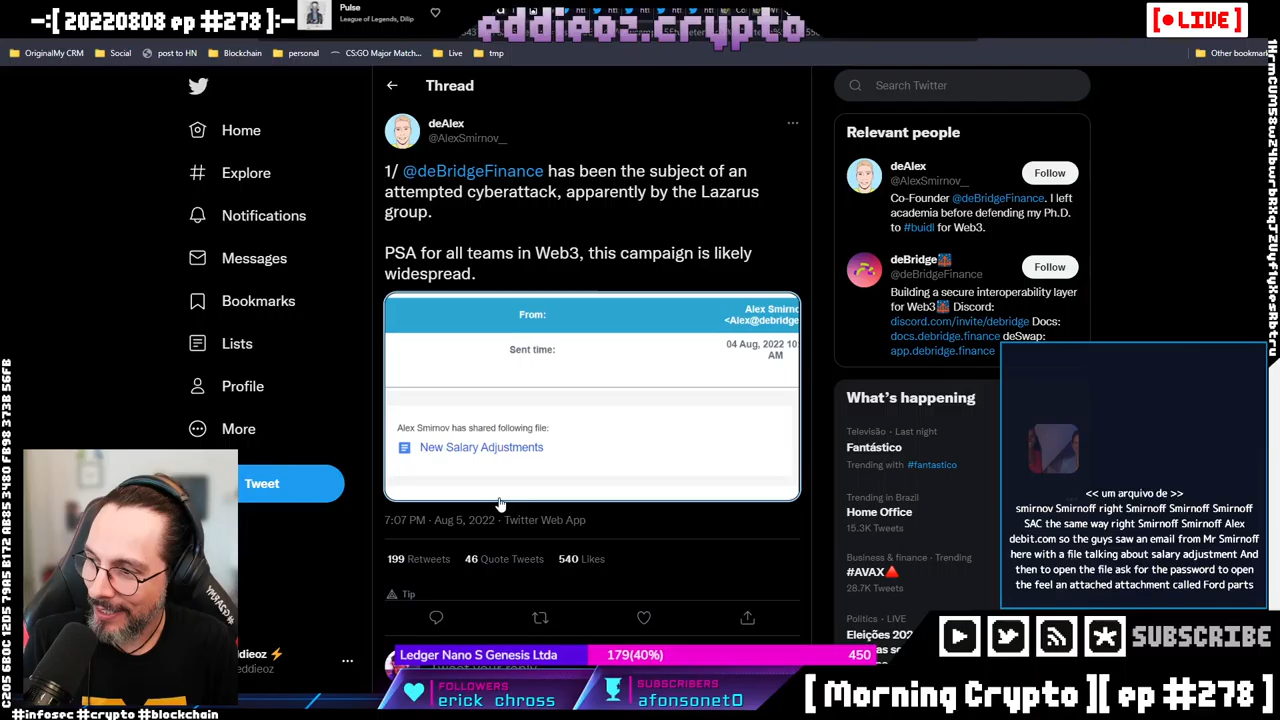 -:[ 20220808 ep #278 ]:-
Pulse
League of Legends, Dilip
eddieoz.crypto
[ • LIVE ]
OriginalMy CRM
Social
post to HN
Blockchain
personal
CS:GO Major Match...
Live
tmp
Other bookmar
Home
Explore
Notifications
Messages
Bookmarks
Lists
Profile
More
Tweet
Thread
deAlex
@AlexSmirnov_
1/ @deBridgeFinance has been the subject of an
attempted cyberattack, apparently by the Lazarus
group.
PSA for all teams in Web3, this campaign is likely
widespread.
From:
Alex Smirno
<Alex@debridge
Sent time:
04 Aug, 2022 10:
AM
Alex Smirnov has shared following file:
New Salary Adjustments
7:07 PM · Aug 5, 2022 · Twitter Web App
199 Retweets
46 Quote Tweets
540 Likes
Tip
Search Twitter
Relevant people
deAlex
@AlexSmirnov_
Follow
Co-Founder @deBridgeFinance. I left
academia before defending my Ph.D.
to #buidl for Web3.
deBridge
@deBridgeFinance
Follow
Building a secure interoperability layer
for Web3 Discord:
discord.com/invite/debridge Docs:
docs.debridge.finance deSwap:
app.debridge.finance
What's happening
Televisão · Last night
Fantástico
Trending with #fantastico
Trending in Brazil
Home Office
15.3K Tweets
Business & finance · Trending
#AVAX
28.7K Tweets
Politics · LIVE
Eleições 202
<< um arquivo de >>
smirnov Smirnoff right Smirnoff Smirnoff Smirnoff
SAC the same way right Smirnoff Smirnoff Alex
debit.com so the guys saw an email from Mr Smirnoff
here with a file talking about salary adjustment And
then to open the file ask for the password to open
the feel an attached attachment called Ford parts
SUBSCRIBE
Ledger Nano S Genesis Ltda
179(40%)
450
FOLLOWERS
erick_chross
SUBSCRIBERS
afonsonet0
[ Morning Crypto ][ ep #278 ]
#infosec #crypto #blockchain